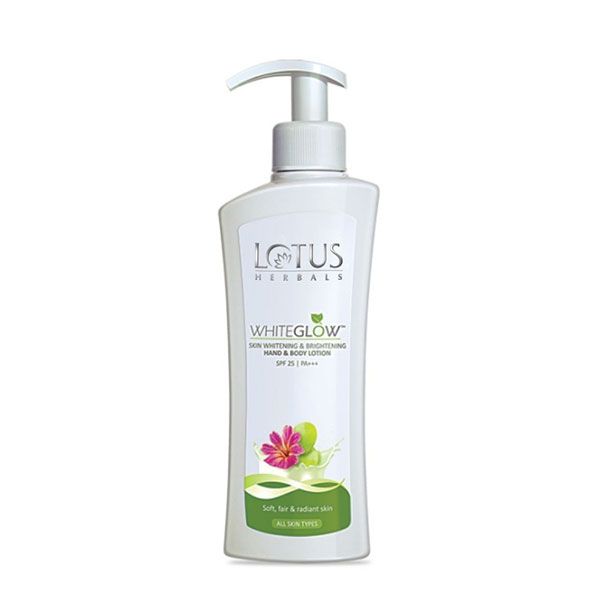 LOTUS
HERBALS
WHITEGLOW™
SKIN WHITENING & BRIGHTENING
HAND & BODY LOTION
SPF 25 | PA+++
Soft, fair & radiant skin
ALL SKIN TYPES